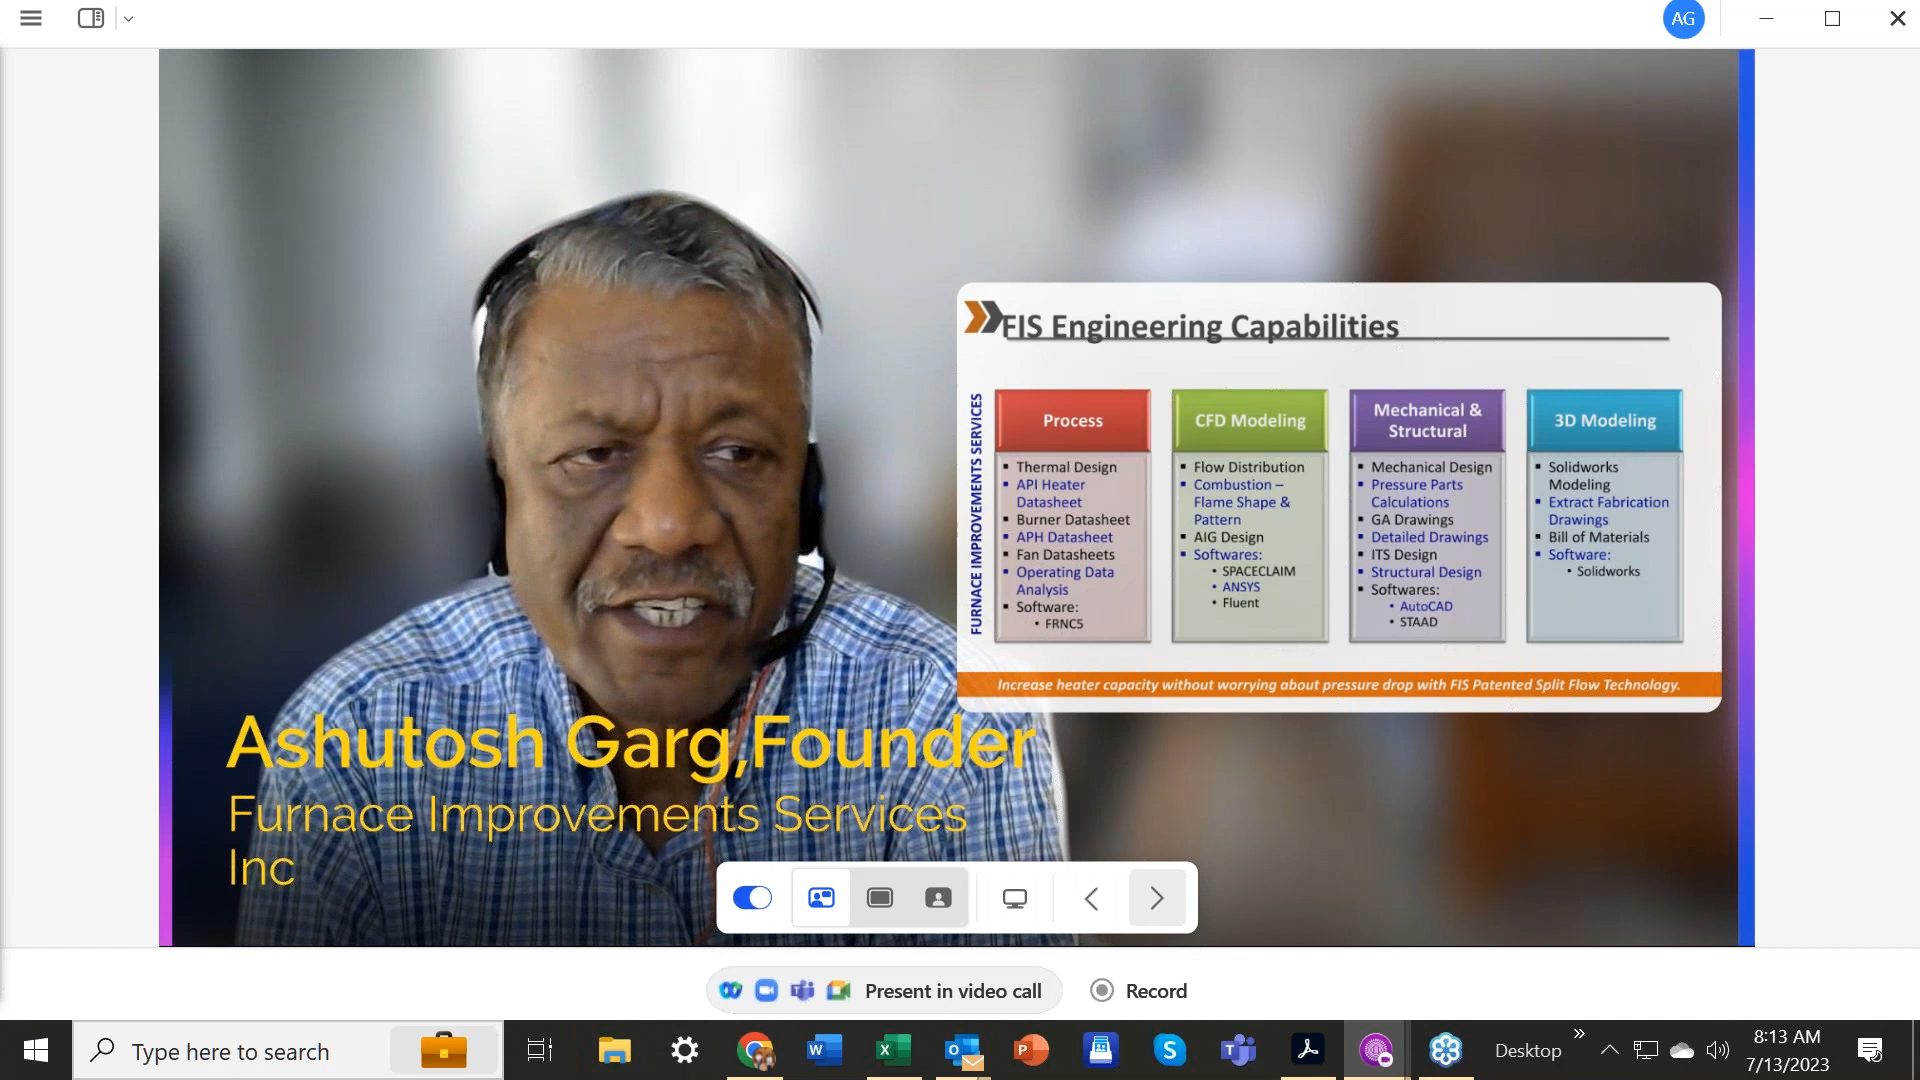 AG
FIS Engineering Capabilities
FURNACE IMPROVEMENTS SERVICES
Process
Thermal Design
API Heater
Datasheet
Burner Datasheet
APH Datasheet
Fan Datasheets
Operating Data
Analysis
Software:
FRNC5
CFD Modeling
Flow Distribution
Combustion –
Flame Shape &
Pattern
AIG Design
Softwares:
SPACECLAIM
ANSYS
Fluent
Mechanical &
Structural
Mechanical Design
Pressure Parts
Calculations
GA Drawings
Detailed Drawings
ITS Design
Structural Design
Softwares:
AutoCAD
STAAD
3D Modeling
Solidworks
Modeling
Extract Fabrication
Drawings
Bill of Materials
Software:
Solidworks
Increase heater capacity without worrying about pressure drop with FIS Patented Split Flow Technology.
Ashutosh Garg,Founder
Furnace Improvements Services
Inc
Present in video call
Record
Type here to search
Desktop
8:13 AM
7/13/2023